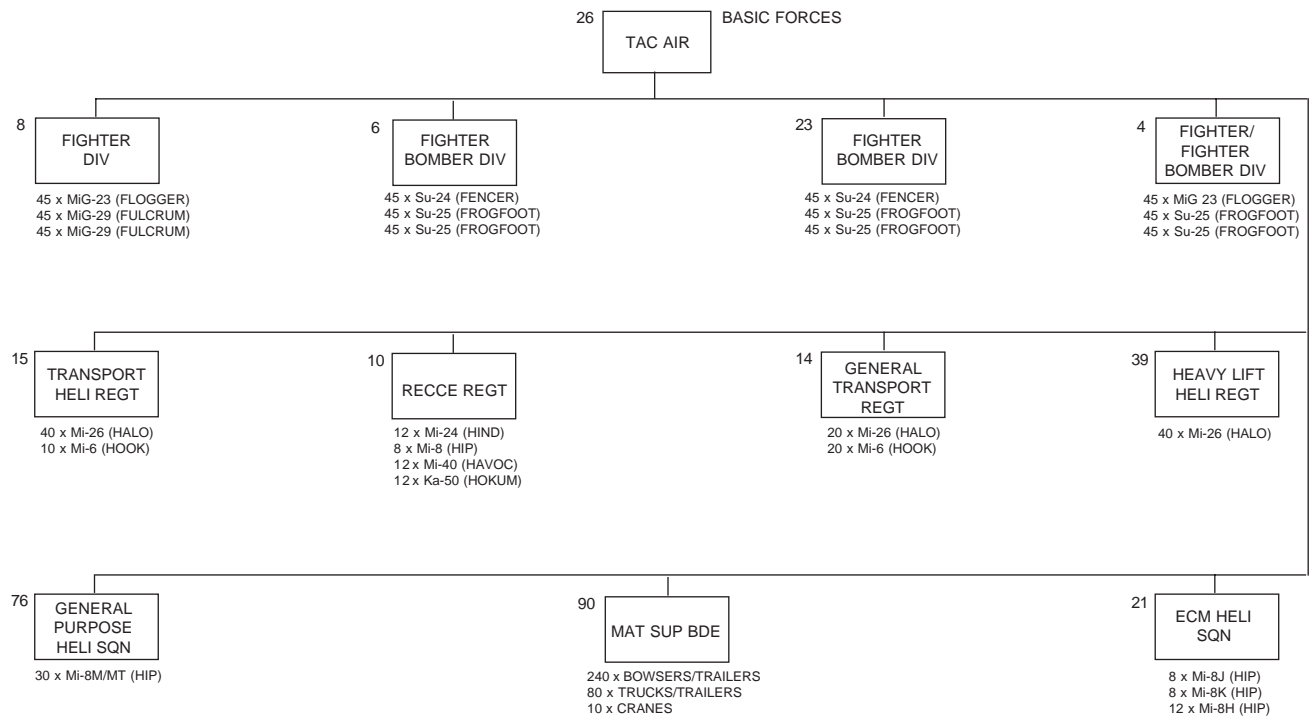 26
BASIC FORCES
TAC AIR
8
FIGHTER
DIV
45 x MiG-23 (FLOGGER)
45 x MiG-29 (FULCRUM)
45 x MiG-29 (FULCRUM)
6
FIGHTER
BOMBER DIV
45 x Su-24 (FENCER)
45 x Su-25 (FROGFOOT)
45 x Su-25 (FROGFOOT)
23
FIGHTER
BOMBER DIV
45 x Su-24 (FENCER)
45 x Su-25 (FROGFOOT)
45 x Su-25 (FROGFOOT)
4
FIGHTER/
FIGHTER
BOMBER DIV
45 x MiG 23 (FLOGGER)
45 x Su-25 (FROGFOOT)
45 x Su-25 (FROGFOOT)
15
TRANSPORT
HELI REGT
40 x Mi-26 (HALO)
10 x Mi-6 (HOOK)
10
RECCE REGT
12 x Mi-24 (HIND)
8 x Mi-8 (HIP)
12 x Mi-40 (HAVOC)
12 x Ka-50 (HOKUM)
14
GENERAL
TRANSPORT
REGT
20 x Mi-26 (HALO)
20 x Mi-6 (HOOK)
39
HEAVY LIFT
HELI REGT
40 x Mi-26 (HALO)
76
GENERAL
PURPOSE
HELI SQN
30 x Mi-8M/MT (HIP)
90
MAT SUP BDE
240 x BOWSERS/TRAILERS
80 x TRUCKS/TRAILERS
10 x CRANES
21
ECM HELI
SQN
8 x Mi-8J (HIP)
8 x Mi-8K (HIP)
12 x Mi-8H (HIP)